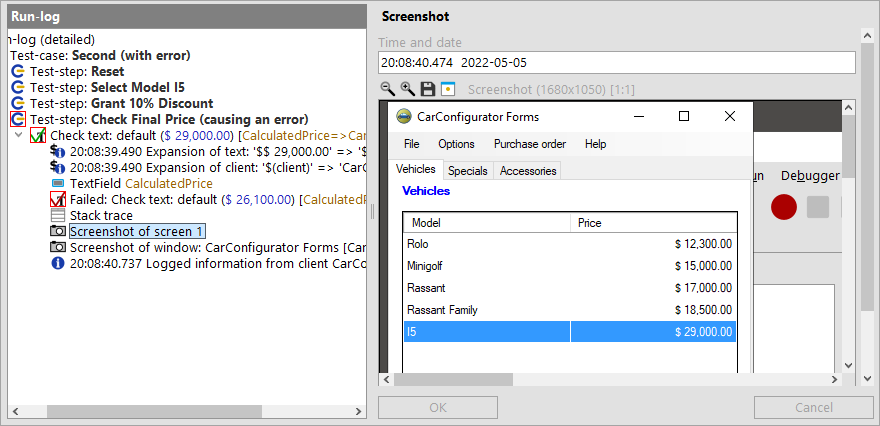 Run-log
n-log (detailed)
Test-case: Second (with error)
Test-step: Reset
Test-step: Select Model I5
Test-step: Grant 10% Discount
Test-step: Check Final Price (causing an error)
Check text: default ($ 29,000.00) [CalculatedPrice=>Car
20:08:39.490 Expansion of text: '$$ 29,000.00' => '$
20:08:39.490 Expansion of client: '$(client)' => 'CarC
TextField CalculatedPrice
Failed: Check text: default ($ 26,100.00) [Calculated
Stack trace
Screenshot of screen 1
Screenshot of window: CarConfigurator Forms [Car
20:08:40.737 Logged information from client CarCo
Screenshot
Time and date
20:08:40.474 2022-05-05
Screenshot (1680x1050) [1:1]
CarConfigurator Forms
File Options Purchase order Help
Vehicles Specials Accessories
un Debugger
Vehicles
Model Price
Rolo $ 12,300.00
Minigolf $ 15,000.00
Rassant $ 17,000.00
Rassant Family $ 18,500.00
I5 $ 29,000.00
OK Cancel